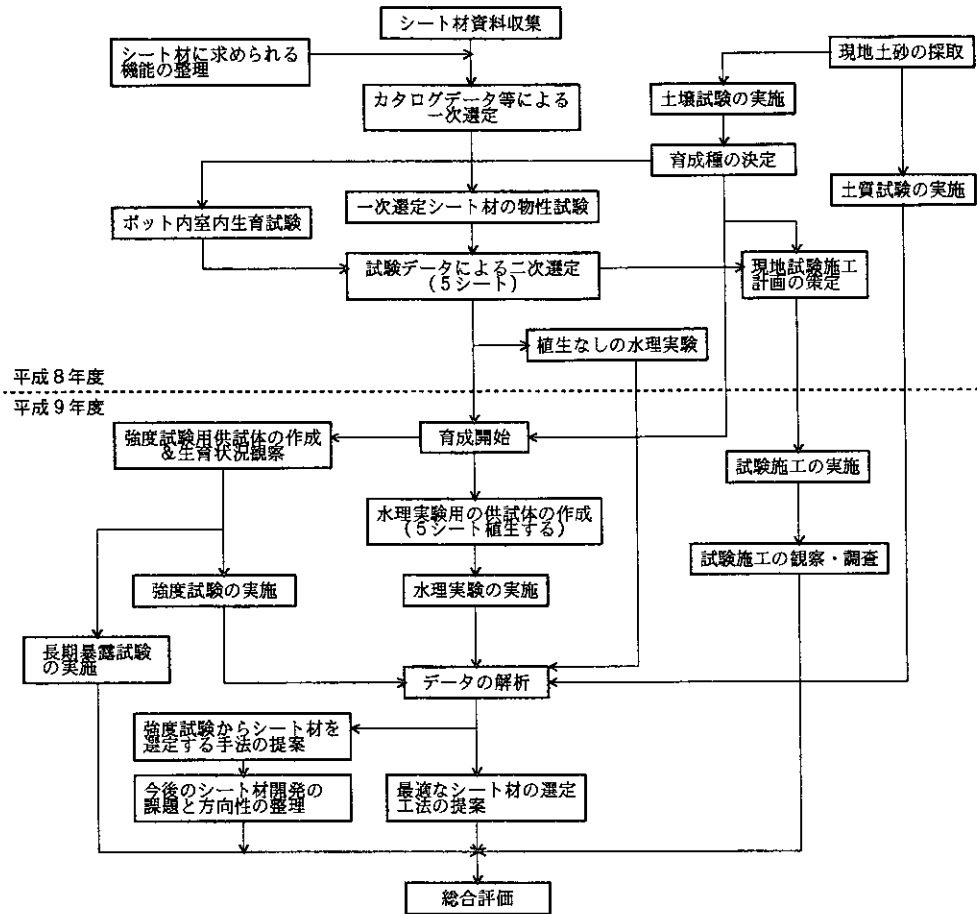 シート材資料収集
シート材に求められる
機能の整理
現地土砂の採取
カタログデータ等による
一次選定
土壌試験の実施
育成種の決定
土質試験の実施
一次選定シート材の物性試験
ポット内室内生育試験
試験データによる二次選定
(5シート)
現地試験施工
計画の策定
植生なしの水理実験
平成8年度
平成9年度
強度試験用供試体の作成
&生育状況観察
育成開始
試験施工の実施
水理実験用の供試体の作成
(5シート植生する)
試験施工の観察・調査
強度試験の実施
水理実験の実施
長期暴露試験
の実施
データの解析
強度試験からシート材を
選定する手法の提案
今後のシート材開発の
課題と方向性の整理
最適なシート材の選定
工法の提案
総合評価